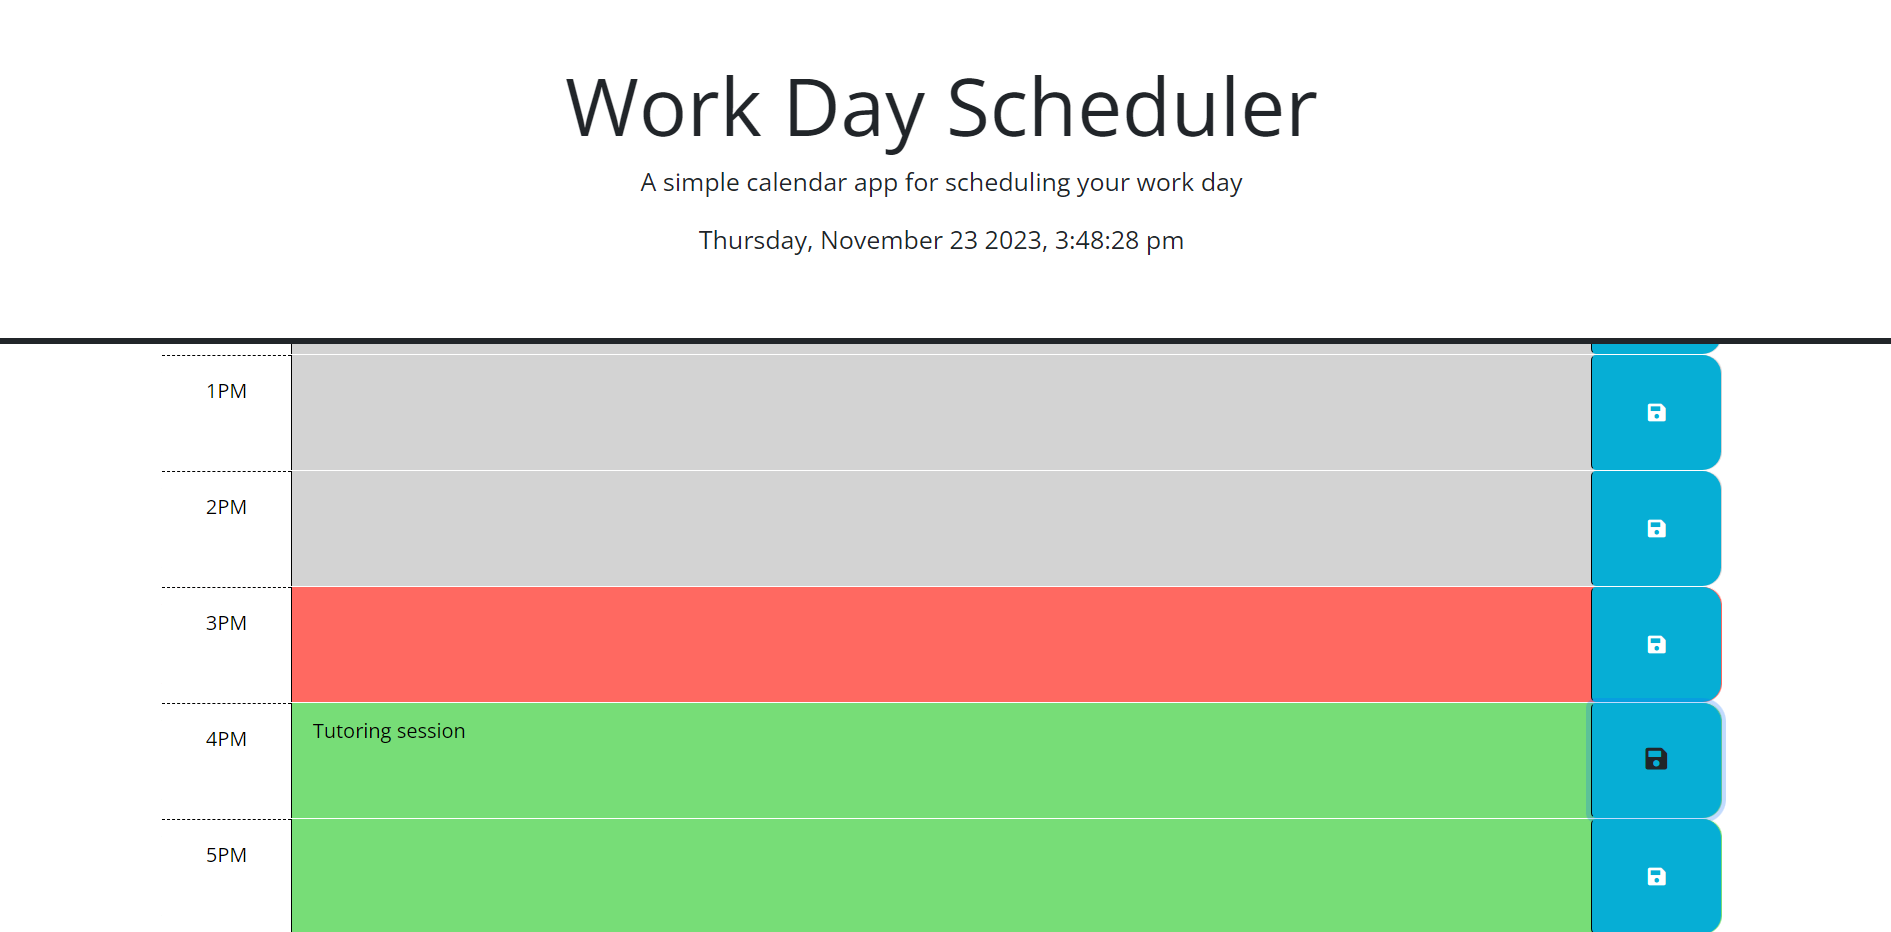 Work Day Scheduler
A simple calendar app for scheduling your work day
Thursday, November 23 2023, 3:48:28 pm
1PM
2PM
3PM
4PM Tutoring session
5PM